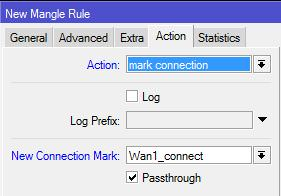 New Mangle Rule
General Advanced Extra Action Statistics
Action: mark connection
Log
Log Prefix:
New Connection Mark: Wan1_connect
Passthrough